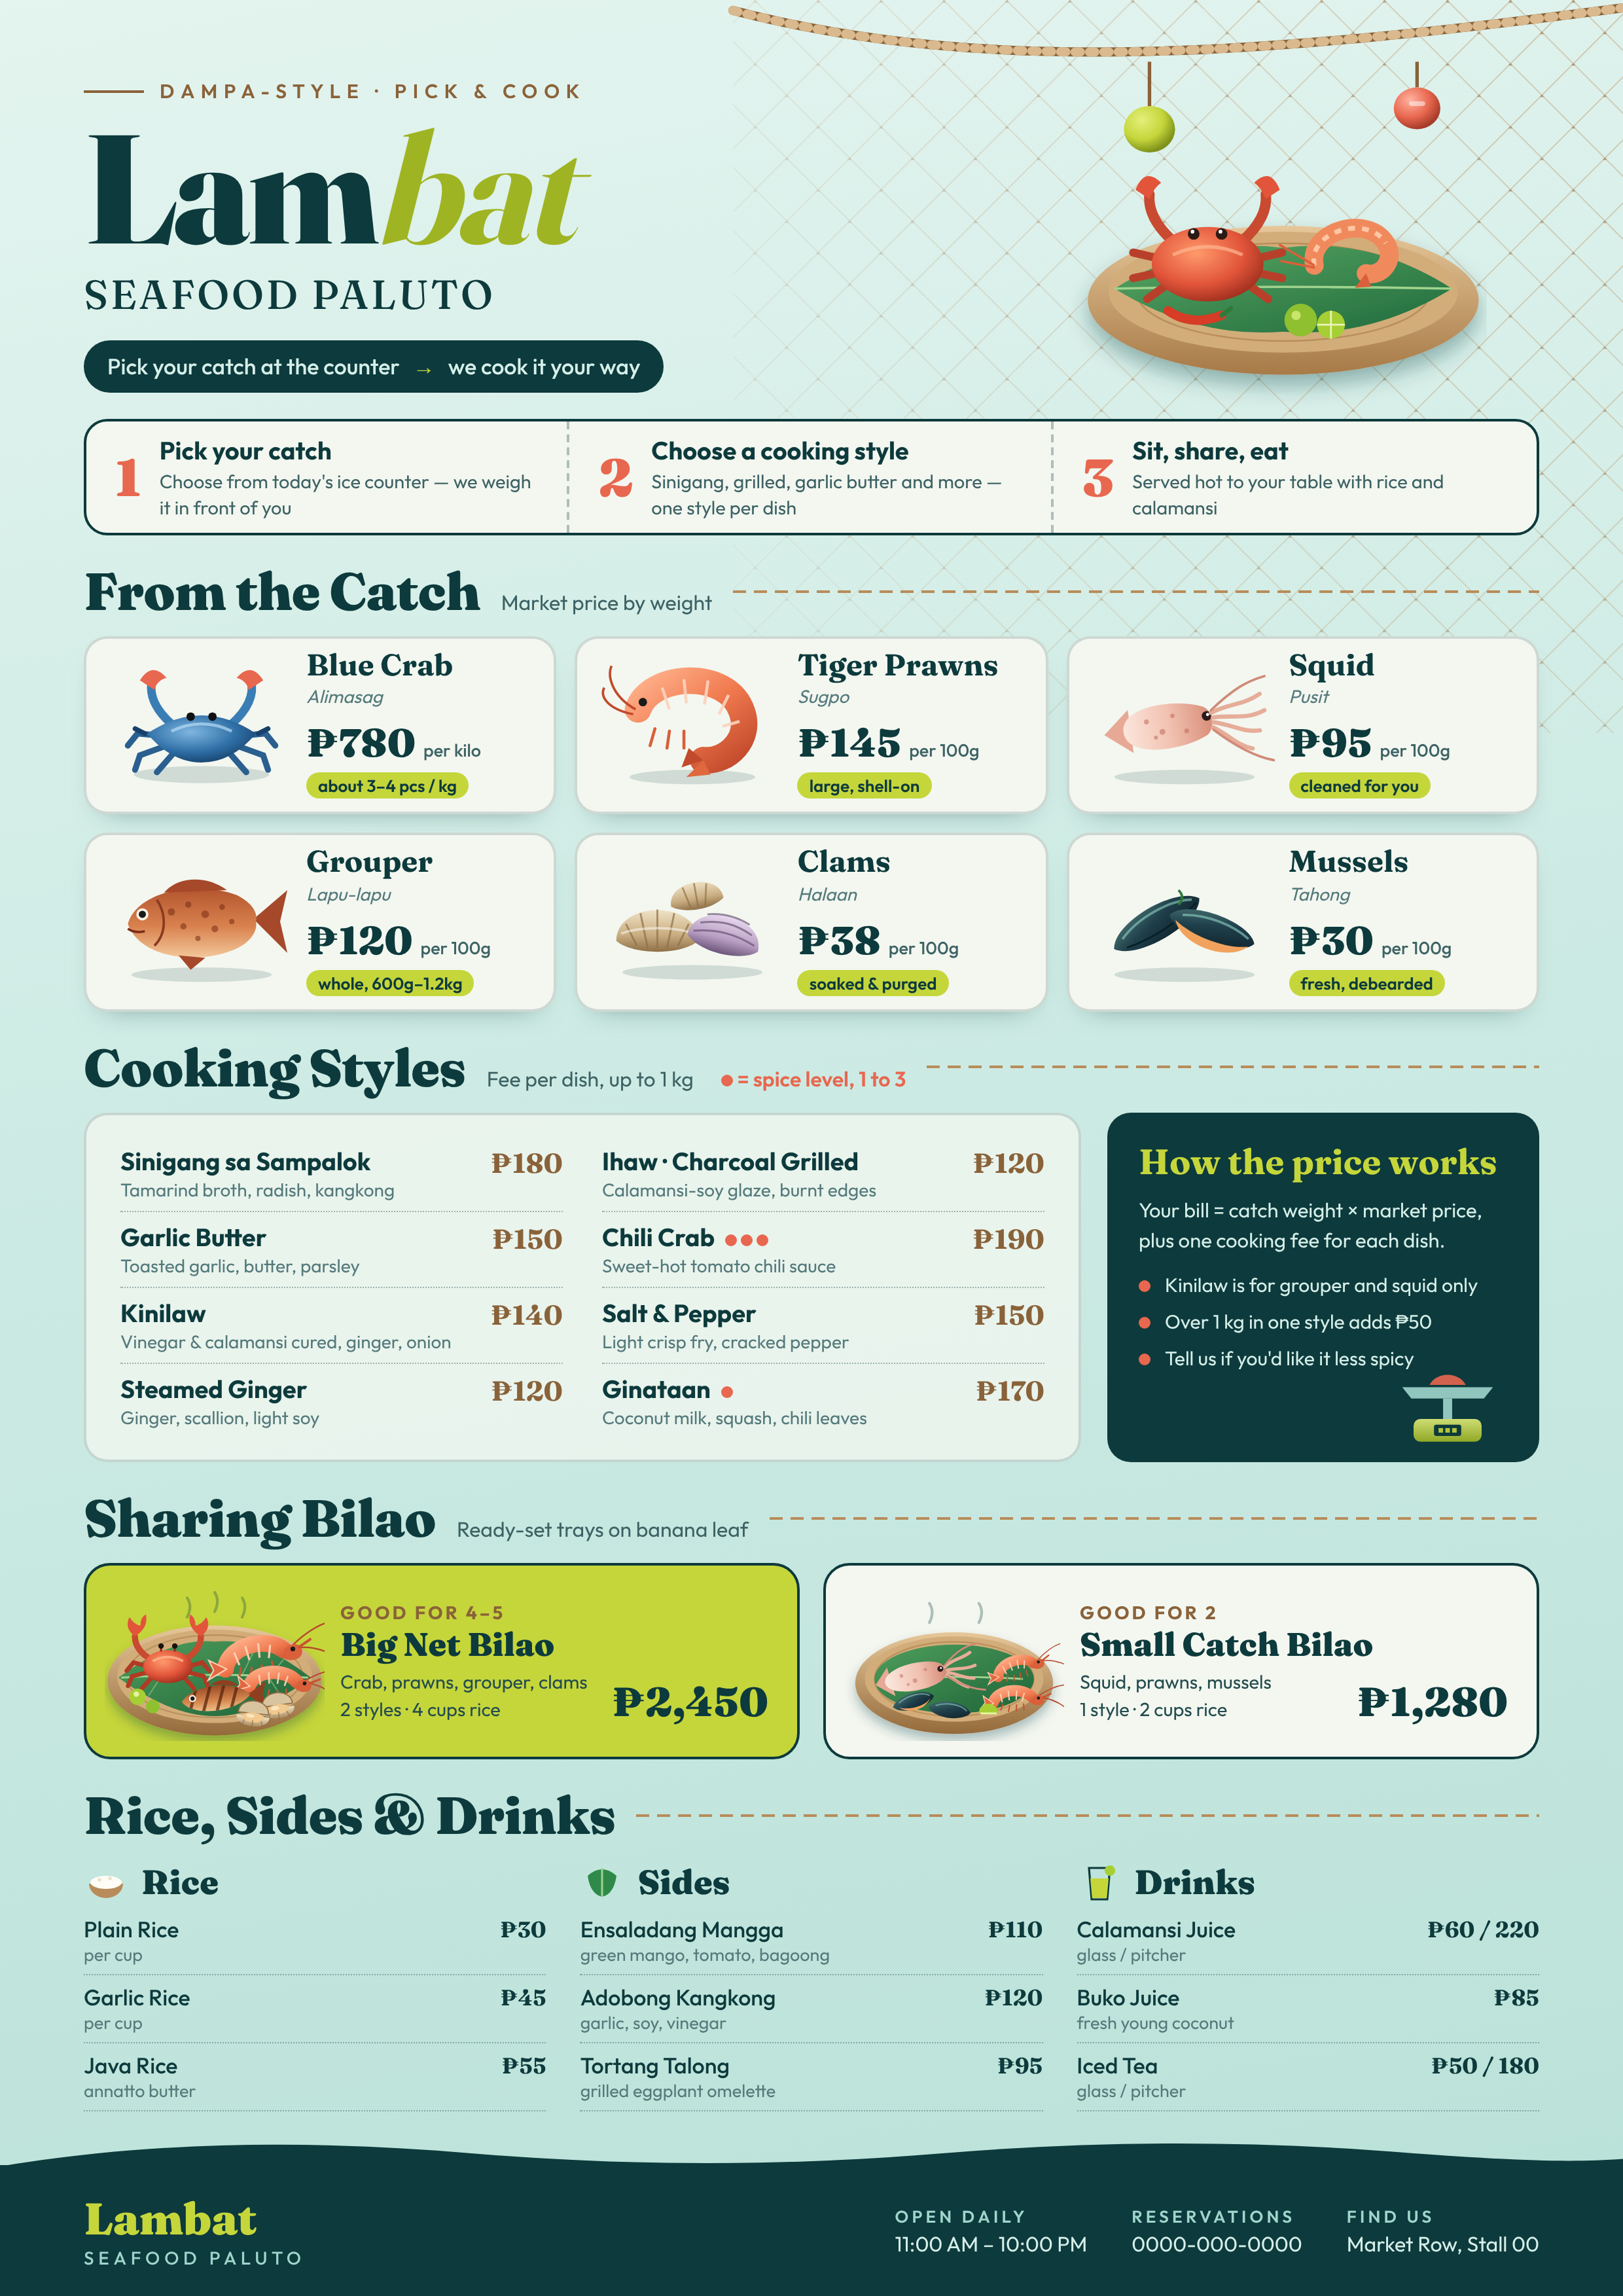 DAMPA-STYLE · PICK & COOK
Lambat
SEAFOOD PALUTO
Pick your catch at the counter → we cook it your way
1
Pick your catch
Choose from today's ice counter — we weigh
it in front of you
2
Choose a cooking style
Sinigang, grilled, garlic butter and more —
one style per dish
3
Sit, share, eat
Served hot to your table with rice and
calamansi
From the Catch
Market price by weight
Blue Crab
Alimasag
₱780 per kilo
about 3–4 pcs / kg
Tiger Prawns
Sugpo
₱145 per 100g
large, shell-on
Squid
Pusit
₱95 per 100g
cleaned for you
Grouper
Lapu-lapu
₱120 per 100g
whole, 600g–1.2kg
Clams
Halaan
₱38 per 100g
soaked & purged
Mussels
Tahong
₱30 per 100g
fresh, debearded
Cooking Styles
Fee per dish, up to 1 kg
= spice level, 1 to 3
Sinigang sa Sampalok ₱180
Tamarind broth, radish, kangkong
Garlic Butter ₱150
Toasted garlic, butter, parsley
Kinilaw ₱140
Vinegar & calamansi cured, ginger, onion
Steamed Ginger ₱120
Ginger, scallion, light soy
Ihaw · Charcoal Grilled ₱120
Calamansi-soy glaze, burnt edges
Chili Crab ₱190
Sweet-hot tomato chili sauce
Salt & Pepper ₱150
Light crisp fry, cracked pepper
Ginataan ₱170
Coconut milk, squash, chili leaves
How the price works
Your bill = catch weight × market price,
plus one cooking fee for each dish.
Kinilaw is for grouper and squid only
Over 1 kg in one style adds ₱50
Tell us if you'd like it less spicy
Sharing Bilao
Ready-set trays on banana leaf
GOOD FOR 4–5
Big Net Bilao
Crab, prawns, grouper, clams
2 styles · 4 cups rice
₱2,450
GOOD FOR 2
Small Catch Bilao
Squid, prawns, mussels
1 style · 2 cups rice
₱1,280
Rice, Sides & Drinks
Rice
Plain Rice ₱30
per cup
Garlic Rice ₱45
per cup
Java Rice ₱55
annatto butter
Sides
Ensaladang Mangga ₱110
green mango, tomato, bagoong
Adobong Kangkong ₱120
garlic, soy, vinegar
Tortang Talong ₱95
grilled eggplant omelette
Drinks
Calamansi Juice ₱60 / 220
glass / pitcher
Buko Juice ₱85
fresh young coconut
Iced Tea ₱50 / 180
glass / pitcher
Lambat
SEAFOOD PALUTO
OPEN DAILY
11:00 AM – 10:00 PM
RESERVATIONS
0000-000-0000
FIND US
Market Row, Stall 00